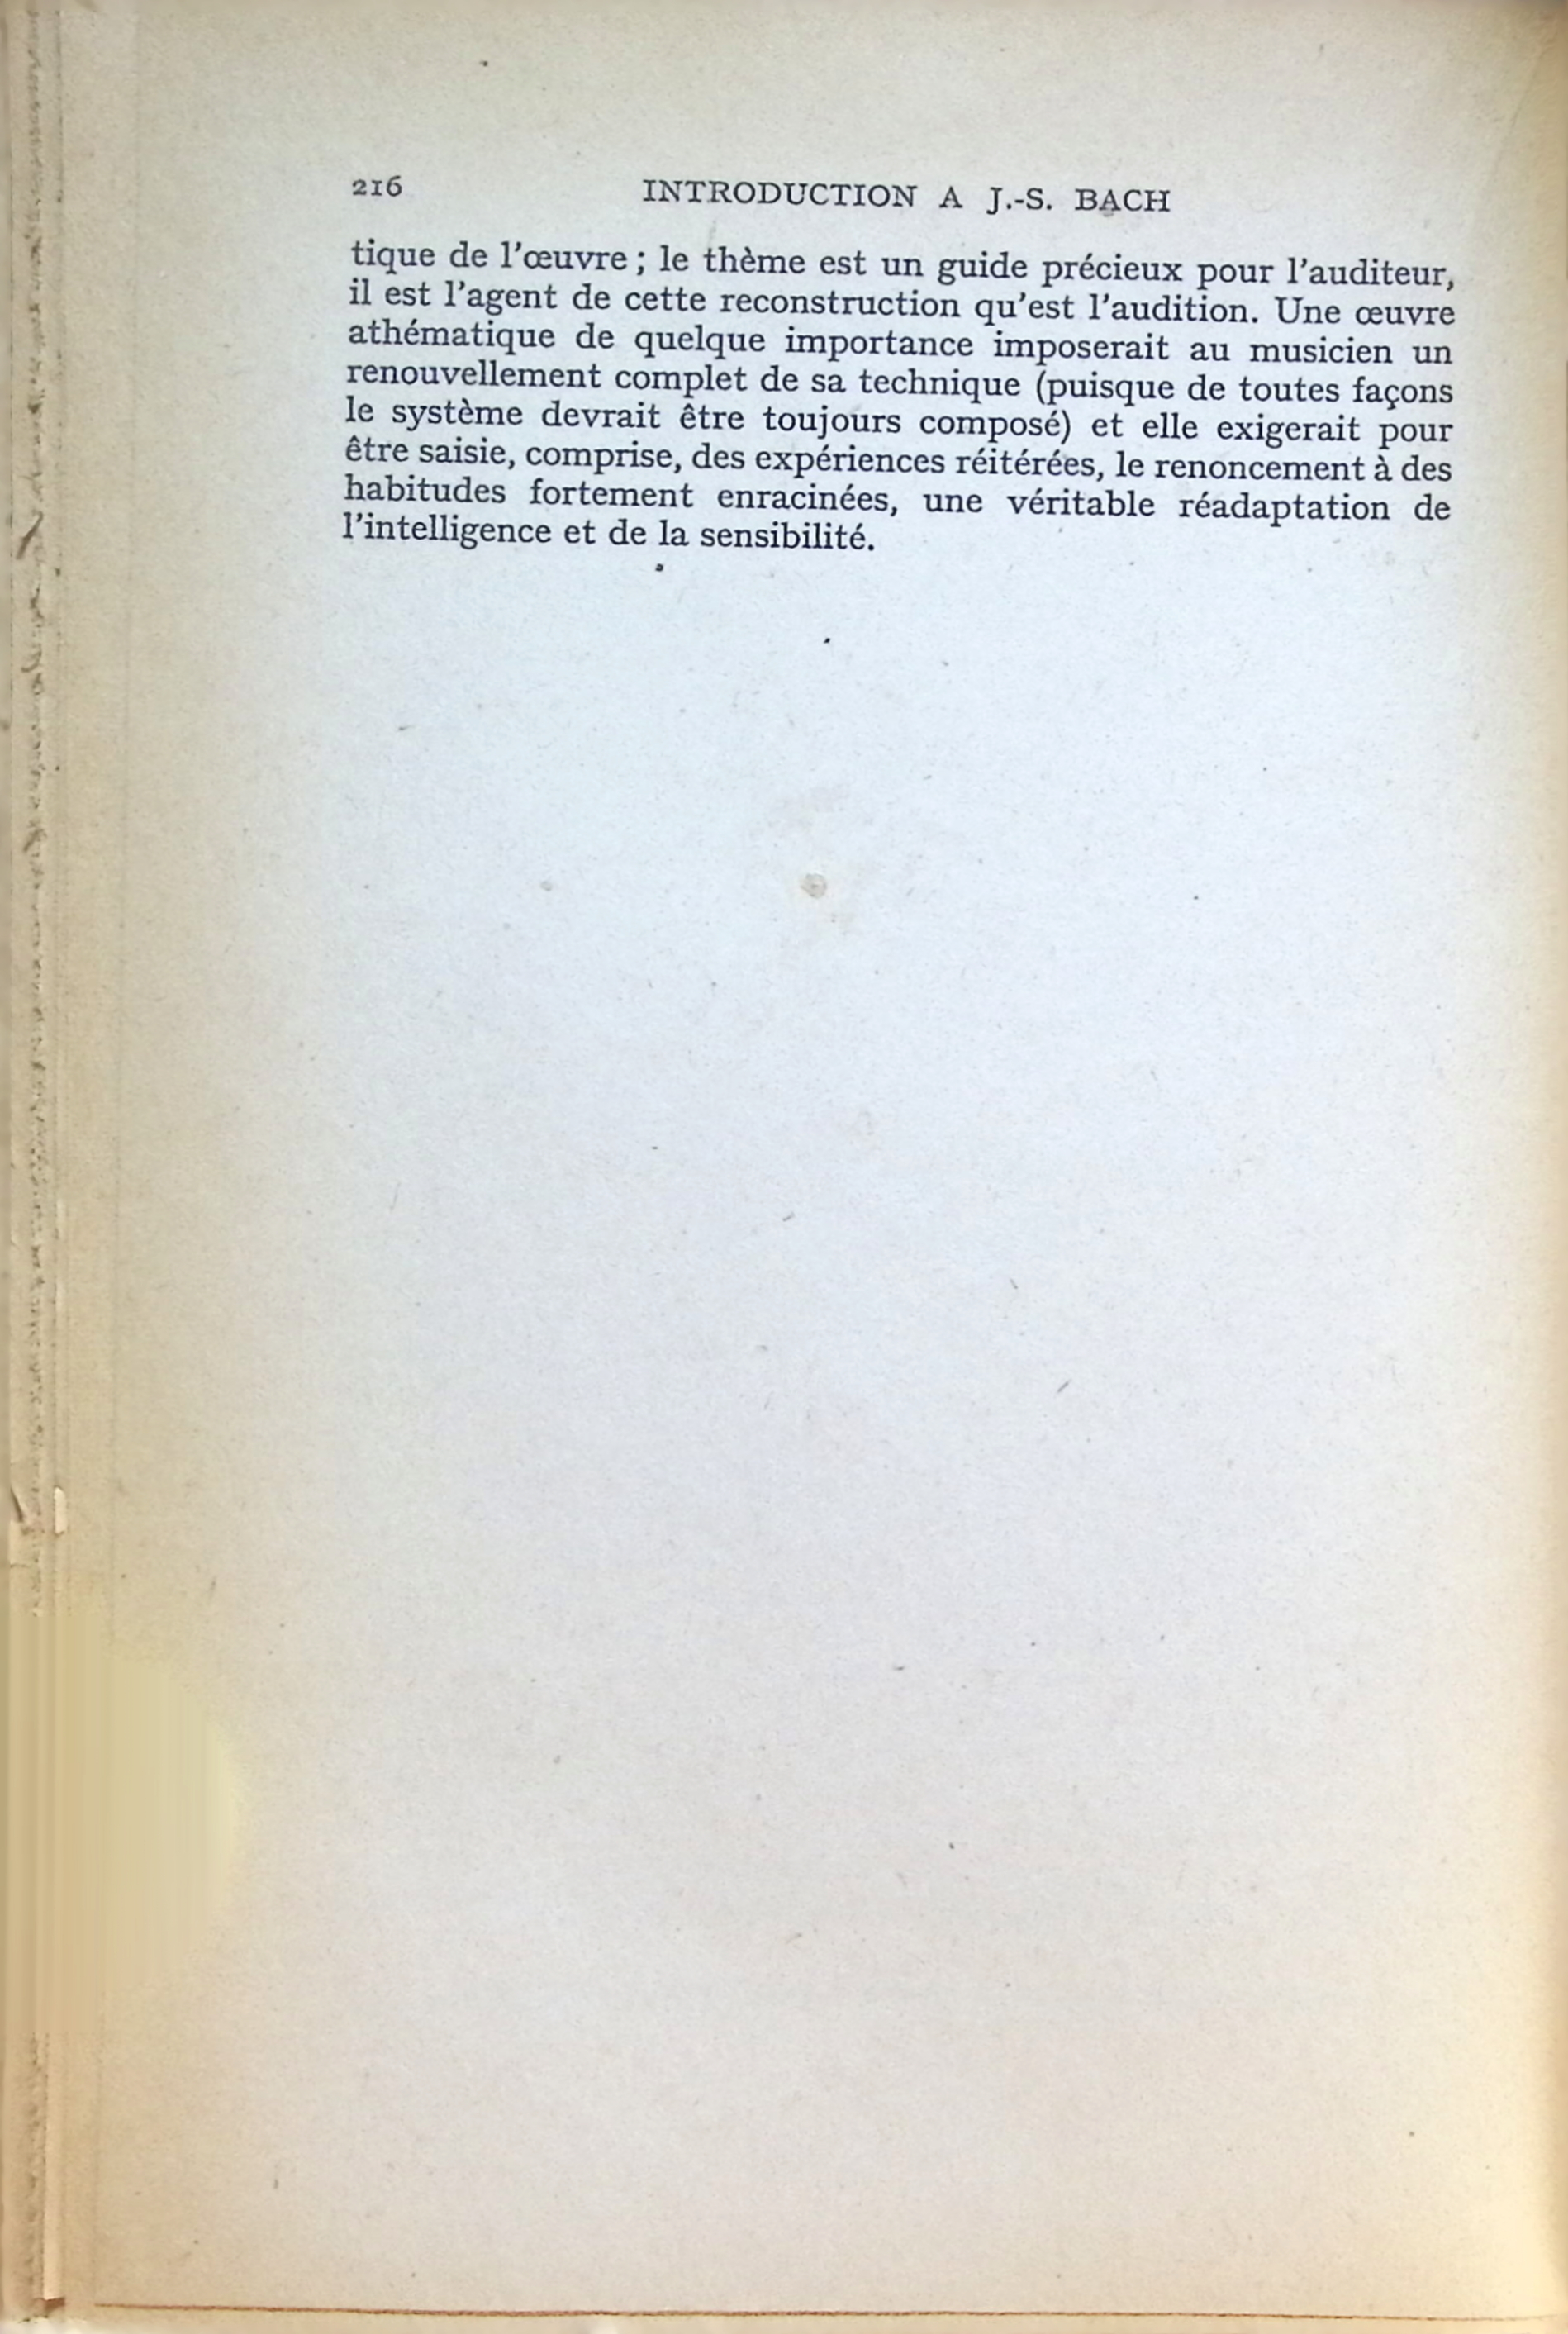 216 INTRODUCTION A J.-S. BACH
tique de l'œuvre ; le thème est un guide précieux pour l'auditeur,
il est l'agent de cette reconstruction qu'est l'audition. Une œuvre
athématique de quelque importance imposerait au musicien un
renouvellement complet de sa technique (puisque de toutes façons
le système devrait être toujours composé) et elle exigerait pour
être saisie, comprise, des expériences réitérées, le renoncement à des
habitudes fortement enracinées, une véritable réadaptation de
l'intelligence et de la sensibilité.